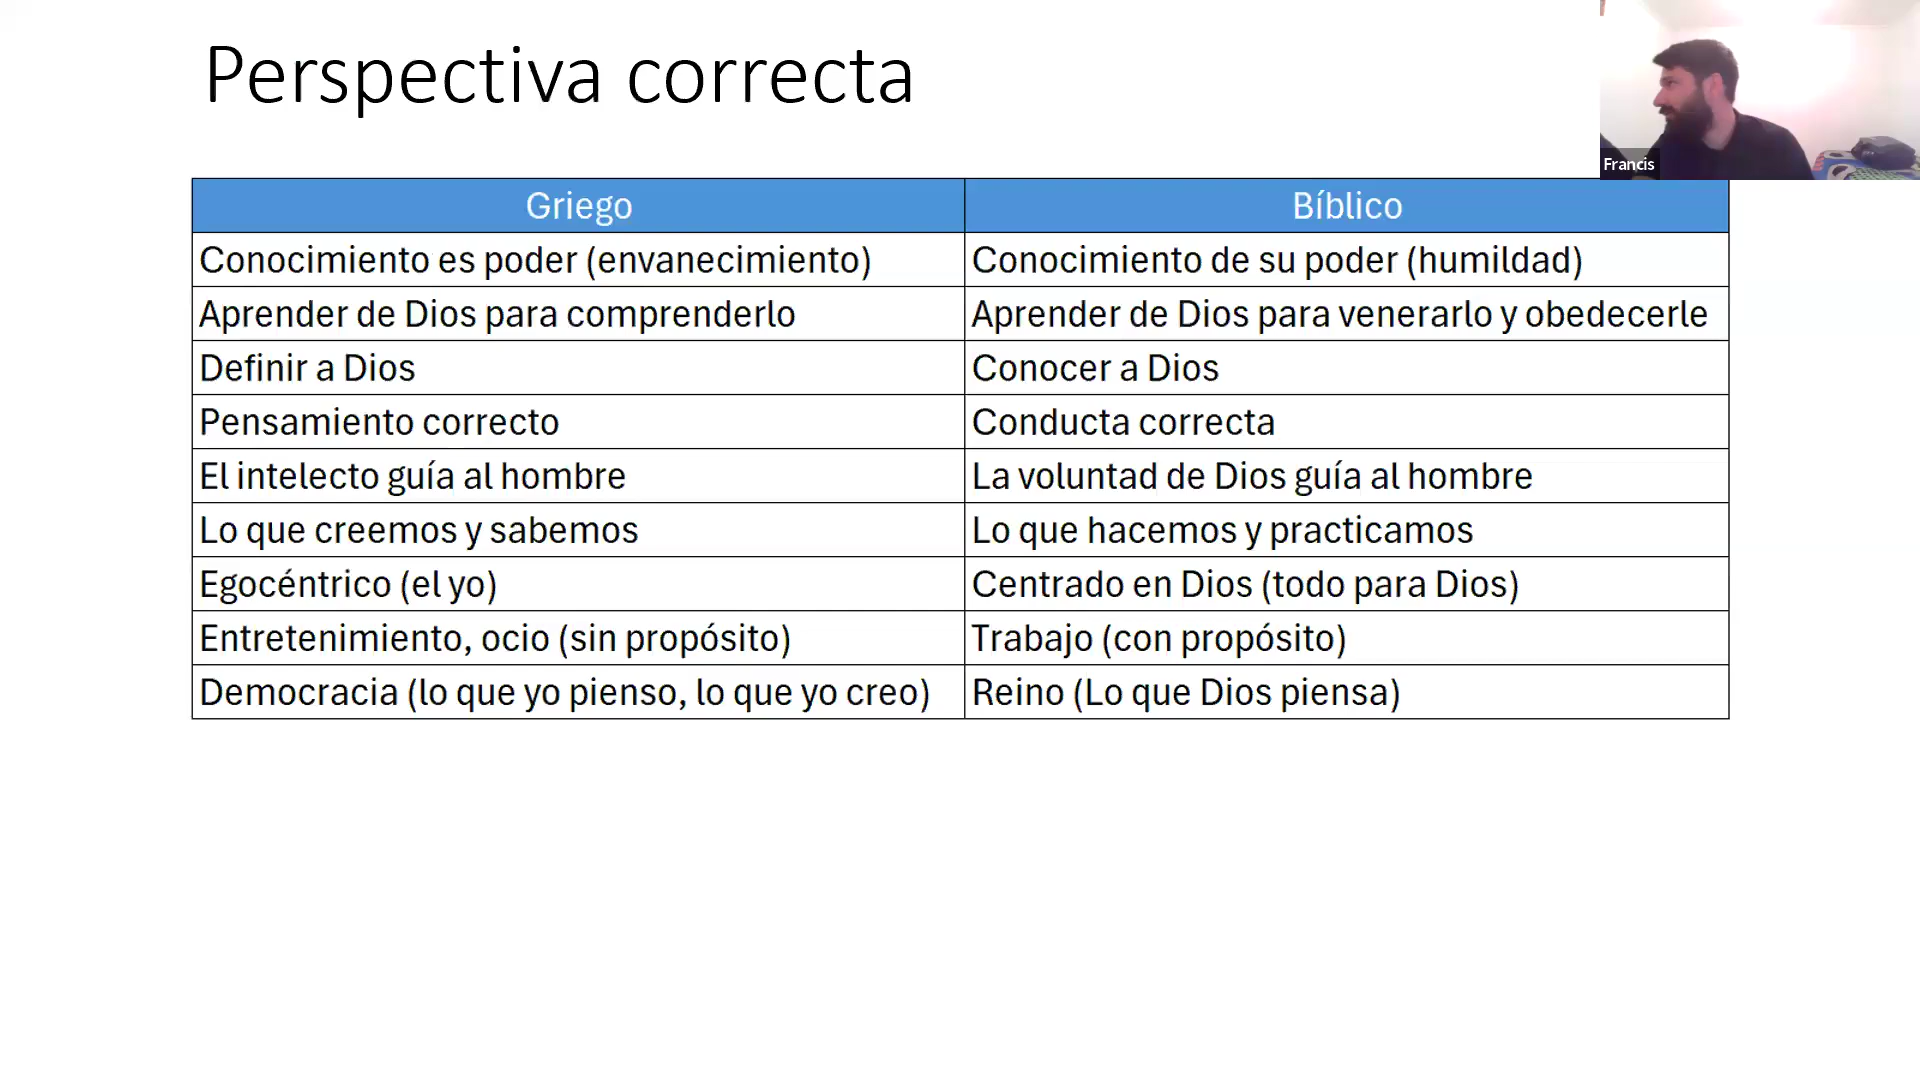 Perspectiva correcta
Francis
Griego Bíblico
Conocimiento es poder (envanecimiento) Conocimiento de su poder (humildad)
Aprender de Dios para comprenderlo Aprender de Dios para venerarlo y obedecerle
Definir a Dios Conocer a Dios
Pensamiento correcto Conducta correcta
El intelecto guía al hombre La voluntad de Dios guía al hombre
Lo que creemos y sabemos Lo que hacemos y practicamos
Egocéntrico (el yo) Centrado en Dios (todo para Dios)
Entretenimiento, ocio (sin propósito) Trabajo (con propósito)
Democracia (lo que yo pienso, lo que yo creo) Reino (Lo que Dios piensa)